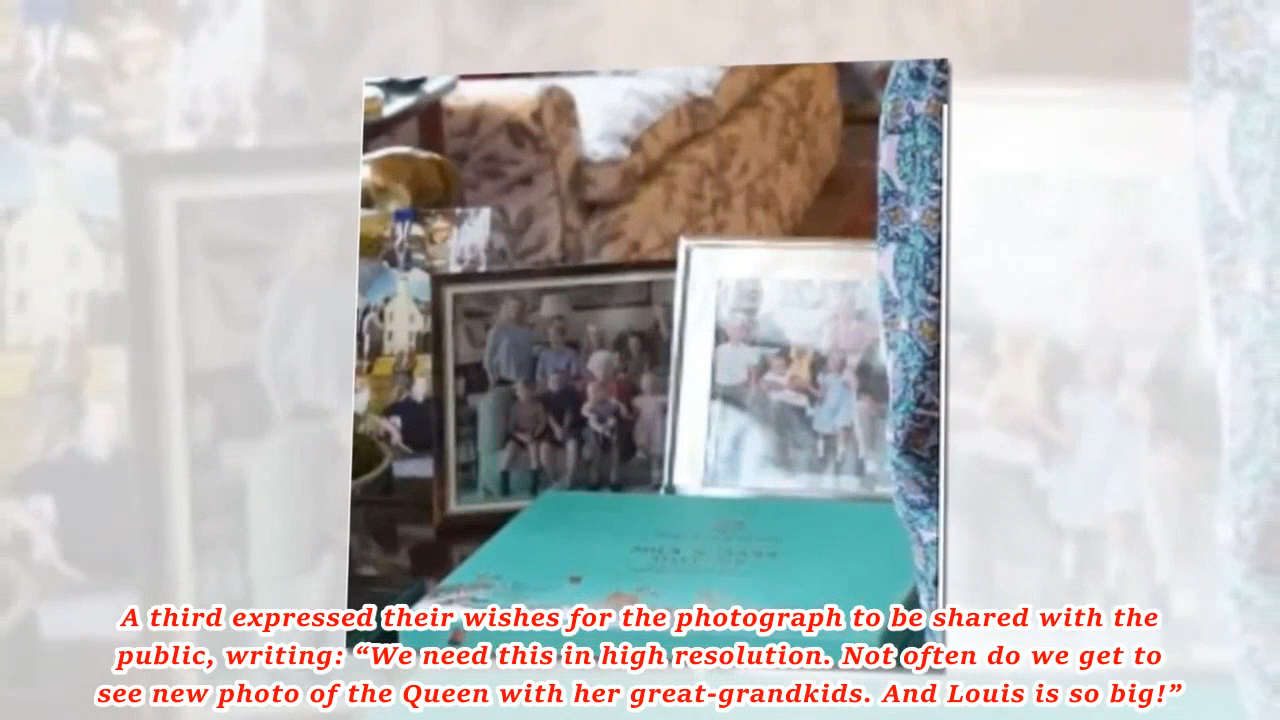 A third expressed their wishes for the photograph to be shared with the
public, writing: “We need this in high resolution. Not often do we get to
see new photo of the Queen with her great-grandkids. And Louis is so big!”